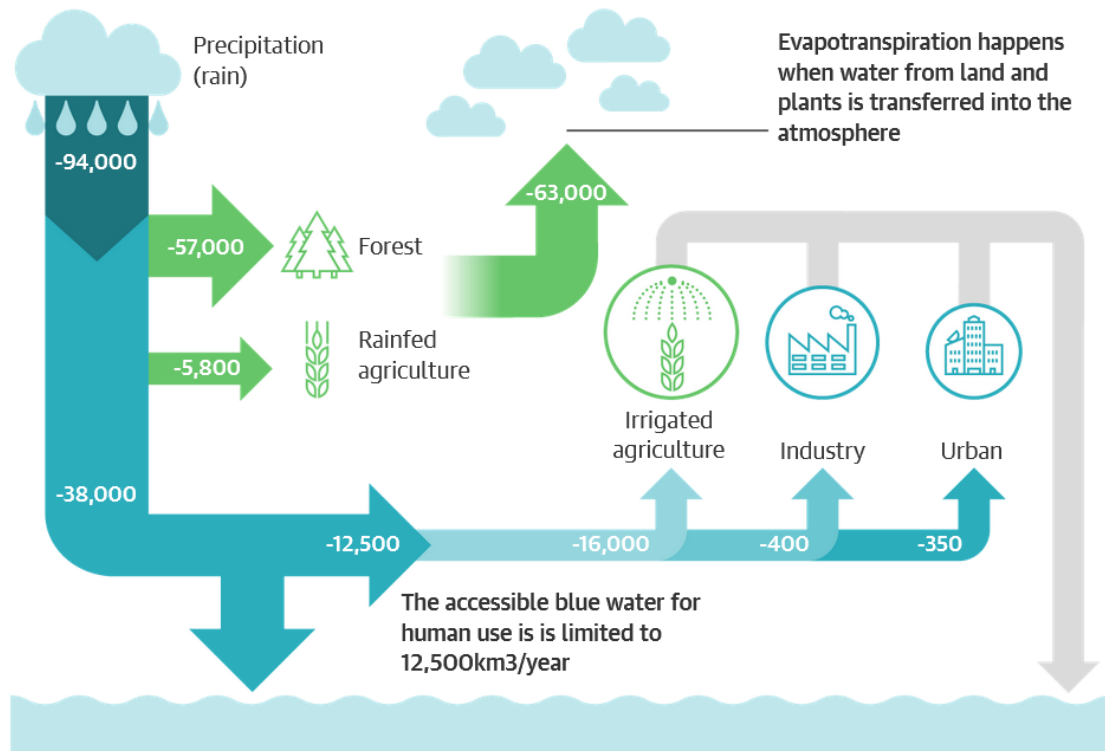 Precipitation
(rain)
Evapotranspiration happens
when water from land and
plants is transferred into the
atmosphere
-94,000
-63,000
-57,000
Forest
-5,800
Rainfed
agriculture
Irrigated
agriculture
Industry
Urban
-38,000
-12,500
-16,000
-400
-350
The accessible blue water for
human use is is limited to
12,500km3/year